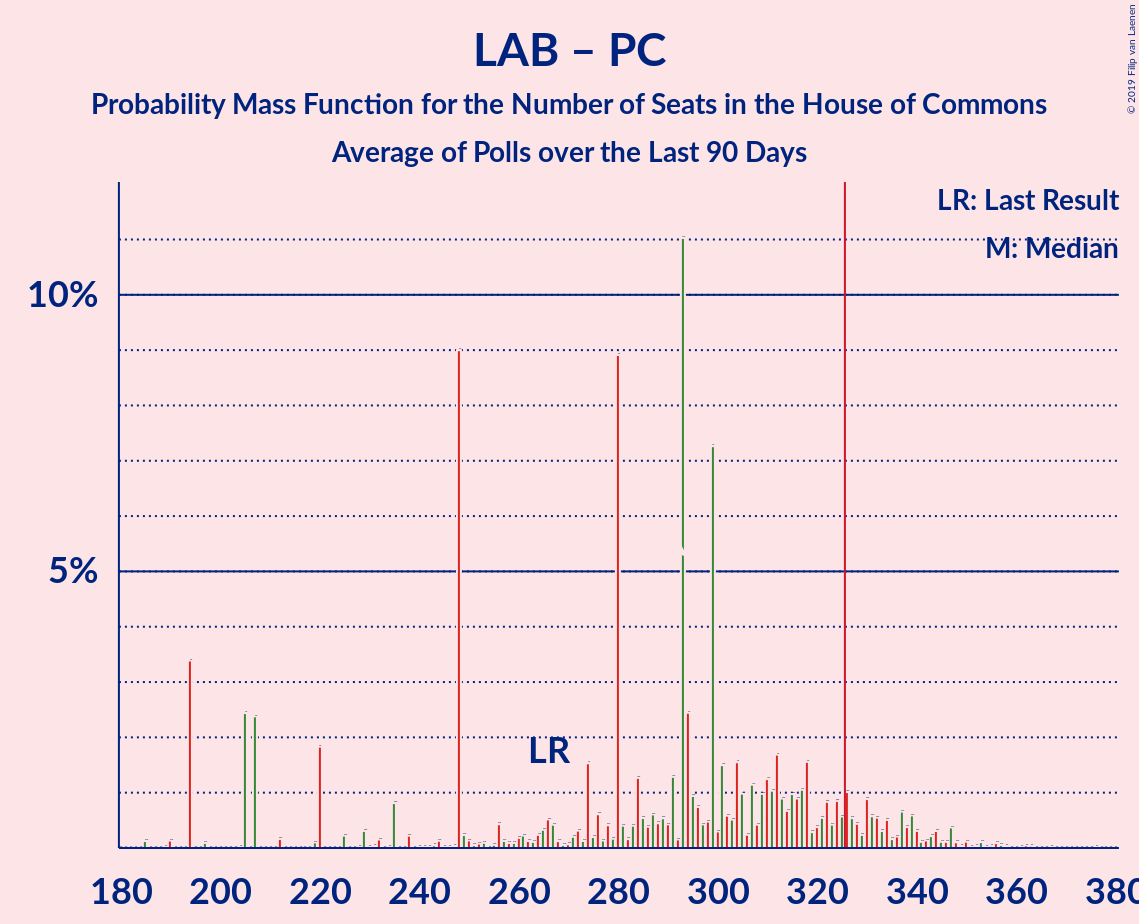 LAB – PC
Probability Mass Function for the Number of Seats in the House of Commons
Average of Polls over the Last 90 Days
© 2019 Filip van Laenen
LR: Last Result
M: Median
10%
5%
LR
180 200 220 240 260 280 300 320 340 360 380